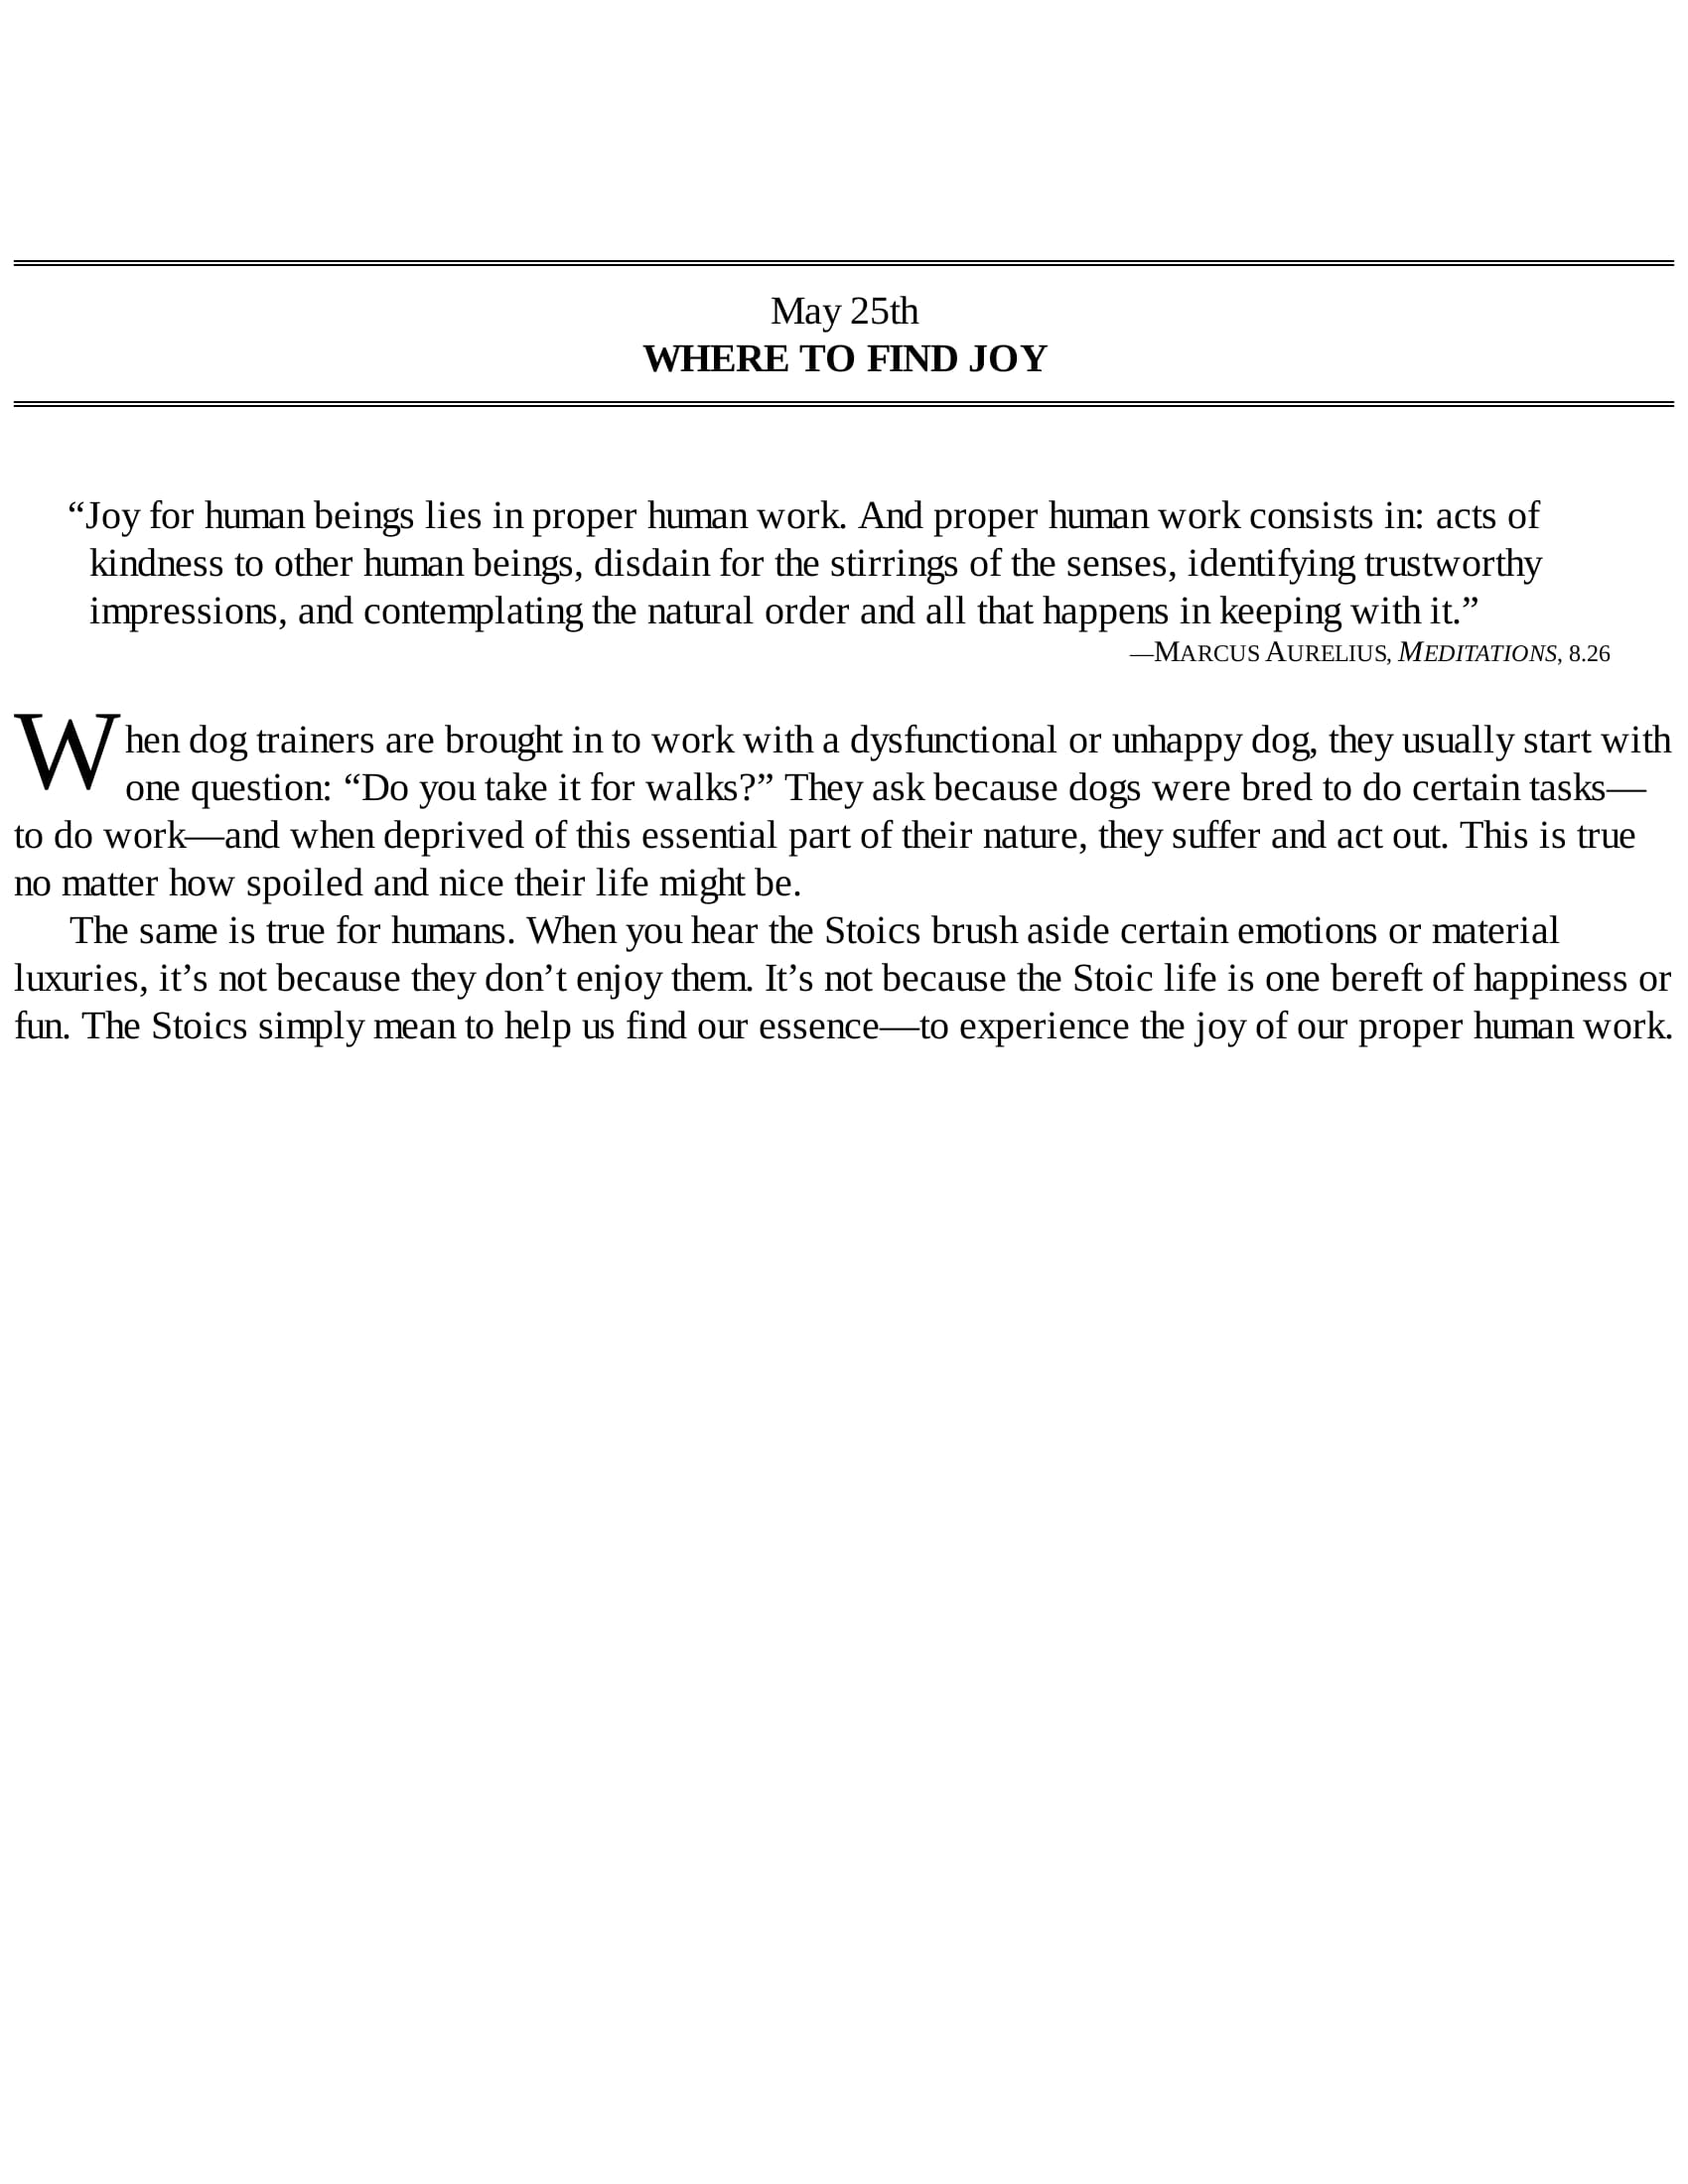 May 25th
WHERE TO FIND JOY
“Joy for human beings lies in proper human work. And proper human work consists in: acts of
kindness to other human beings, disdain for the stirrings of the senses, identifying trustworthy
impressions, and contemplating the natural order and all that happens in keeping with it.”
—MARCUS AURELIUS, MEDITATIONS, 8.26
When dog trainers are brought in to work with a dysfunctional or unhappy dog, they usually start with
one question: “Do you take it for walks?” They ask because dogs were bred to do certain tasks—
to do work—and when deprived of this essential part of their nature, they suffer and act out. This is true
no matter how spoiled and nice their life might be.
The same is true for humans. When you hear the Stoics brush aside certain emotions or material
luxuries, it’s not because they don’t enjoy them. It’s not because the Stoic life is one bereft of happiness or
fun. The Stoics simply mean to help us find our essence—to experience the joy of our proper human work.